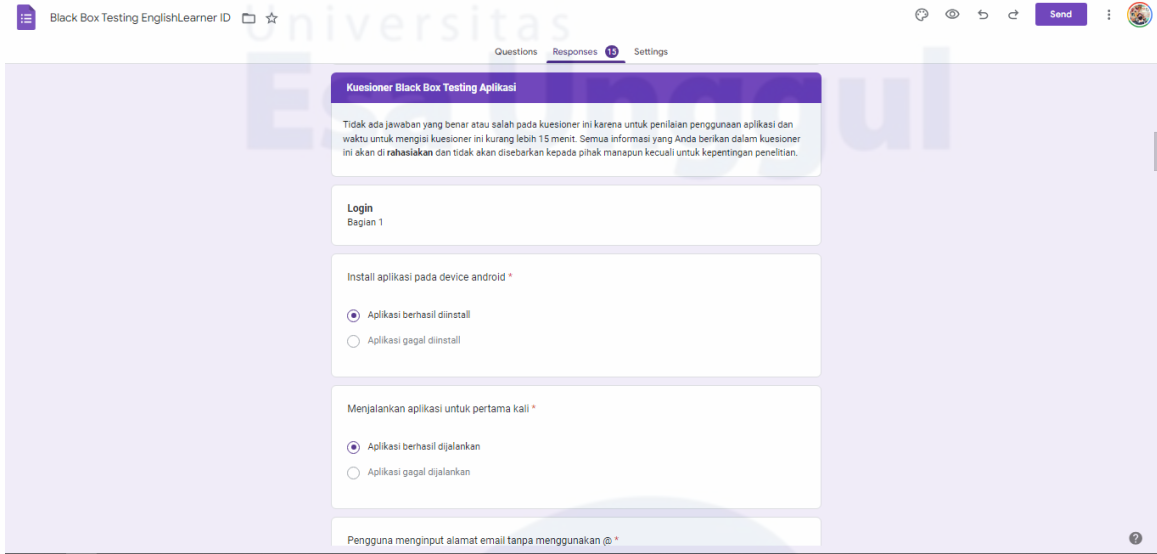 Black Box Testing EnglishLearner ID
Send
Universitas
Esa Unggul
Questions Responses 15 Settings
Kuesioner Black Box Testing Aplikasi
Tidak ada jawaban yang benar atau salah pada kuesioner ini karena untuk penilaian penggunaan aplikasi dan
waktu untuk mengisi kuesioner ini kurang lebih 15 menit. Semua informasi yang Anda berikan dalam kuesioner
ini akan di rahasiakan dan tidak akan disebarkan kepada pihak manapun kecuali untuk kepentingan penelitian.
Login
Bagian 1
Install aplikasi pada device android *
Aplikasi berhasil diinstall
Aplikasi gagal diinstall
Menjalankan aplikasi untuk pertama kali *
Aplikasi berhasil dijalankan
Aplikasi gagal dijalankan
Pengguna menginput alamat email tanpa menggunakan @ *